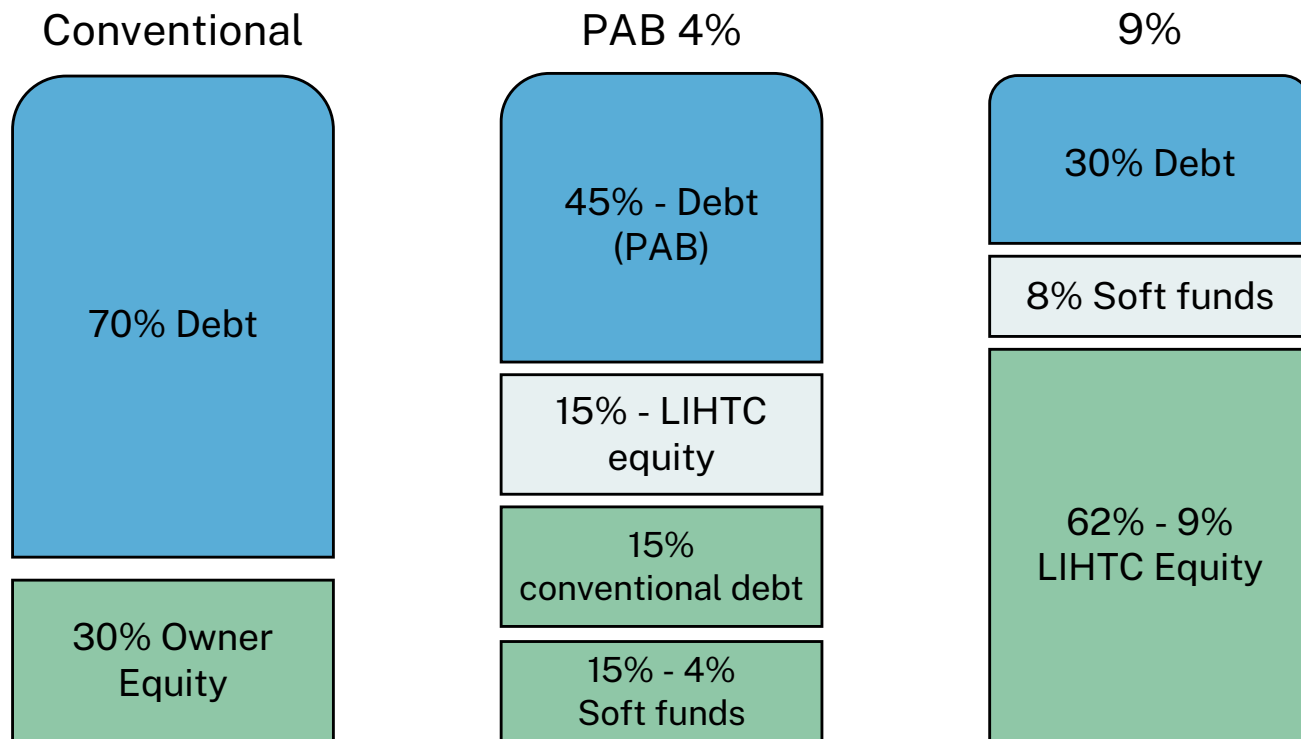 Conventional
70% Debt
30% Owner
Equity
PAB 4%
45% - Debt
(PAB)
15% - LIHTC
equity
15%
conventional debt
15% - 4%
Soft funds
9%
30% Debt
8% Soft funds
62% - 9%
LIHTC Equity